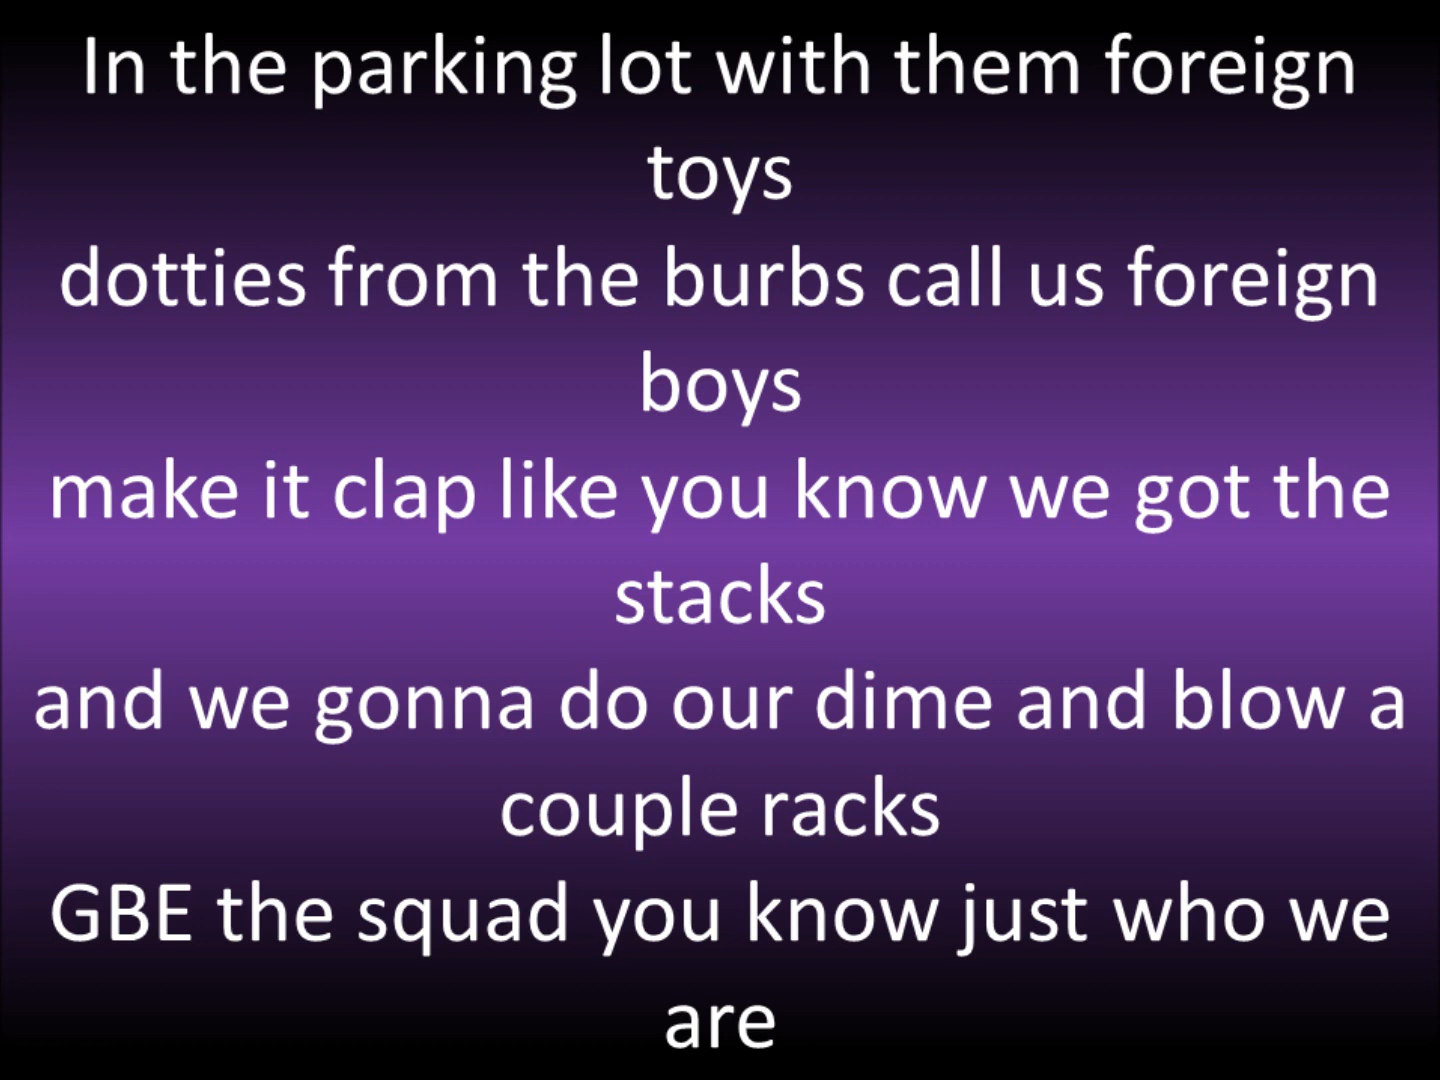 In the parking lot with them foreign
toys
dotties from the burbs call us foreign
boys
make it clap like you know we got the
stacks
and we gonna do our dime and blow a
couple racks
GBE the squad you know just who we
are